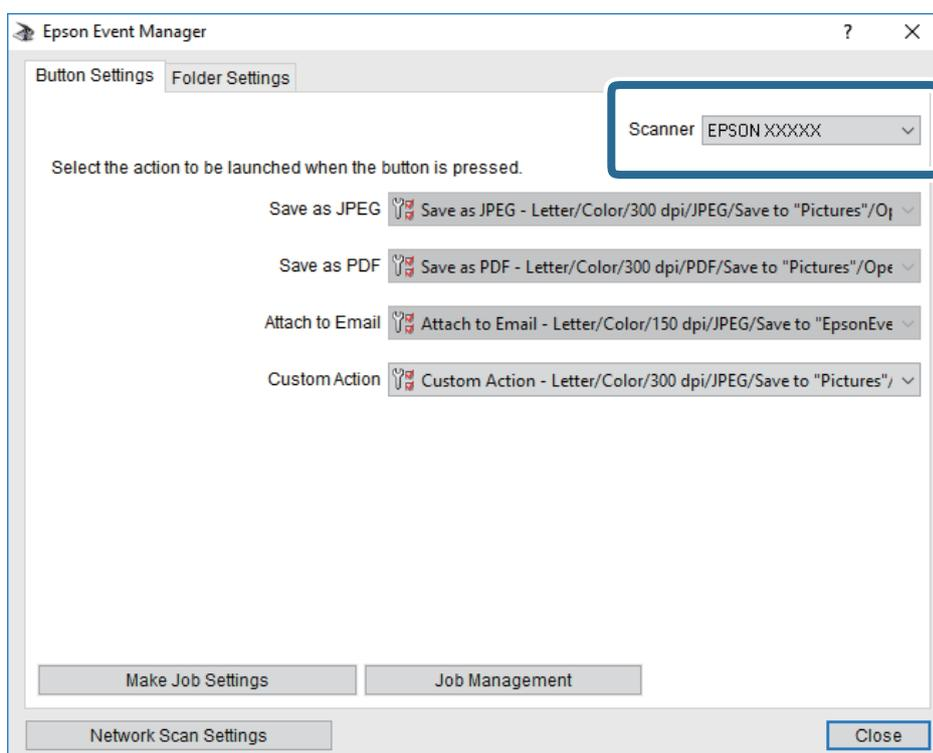 Epson Event Manager
Button Settings Folder Settings
Scanner EPSON XXXXX
Select the action to be launched when the button is pressed.
Save as JPEG Save as JPEG - Letter/Color/300 dpi/JPEG/Save to "Pictures"/
Save as PDF Save as PDF - Letter/Color/300 dpi/PDF/Save to "Pictures"/Ope
Attach to Email Attach to Email - Letter/Color/150 dpi/JPEG/Save to "EpsonEve
Custom Action Custom Action - Letter/Color/300 dpi/JPEG/Save to "Pictures"/
Make Job Settings Job Management
Network Scan Settings Close